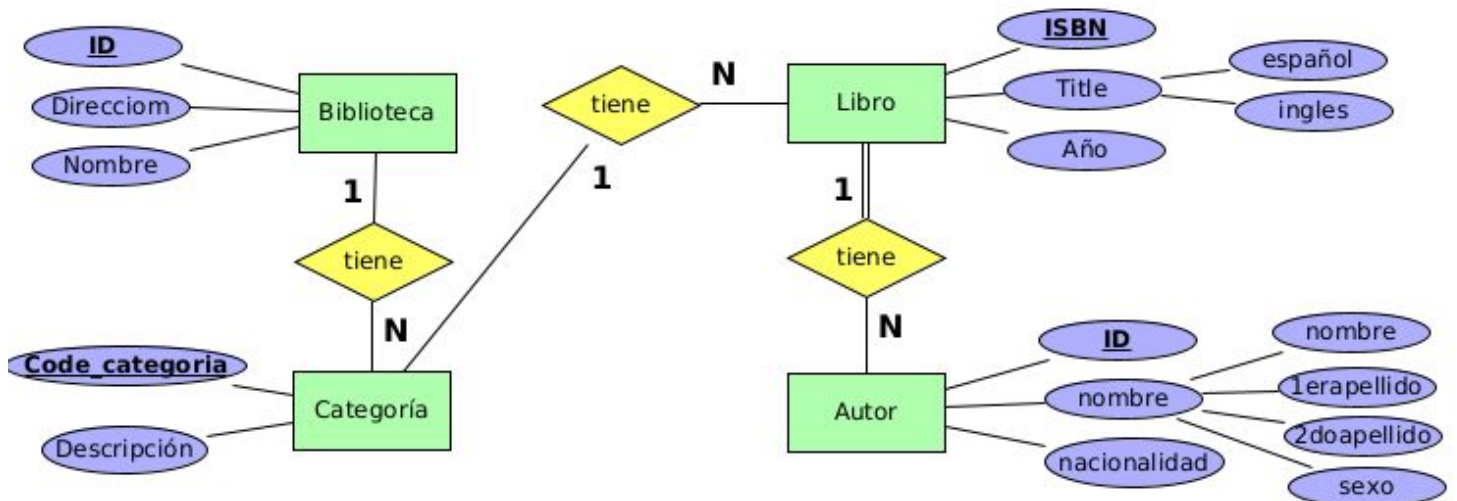 ID
Direcciom
Nombre
Biblioteca
1
tiene
N
Code_categoria
Descripción
Categoría
tiene
1
N
Libro
ISBN
Title
español
ingles
Año
1
tiene
N
Autor
ID
nombre
nombre
1erapellido
2doapellido
sexo
nacionalidad